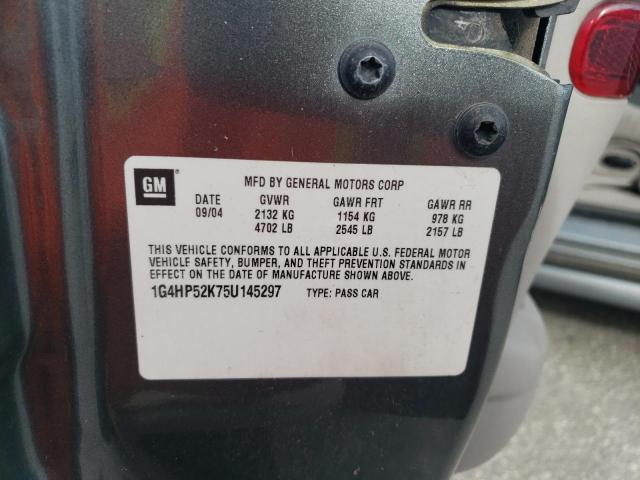 GM
MFD BY GENERAL MOTORS CORP
DATE GVWR GAWR FRT GAWR RR
09/04 2132 KG 1154 KG 978 KG
4702 LB 2545 LB 2157 LB
THIS VEHICLE CONFORMS TO ALL APPLICABLE U.S. FEDERAL MOTOR
VEHICLE SAFETY, BUMPER, AND THEFT PREVENTION STANDARDS IN
EFFECT ON THE DATE OF MANUFACTURE SHOWN ABOVE.
1G4HP52K75U145297 TYPE: PASS CAR